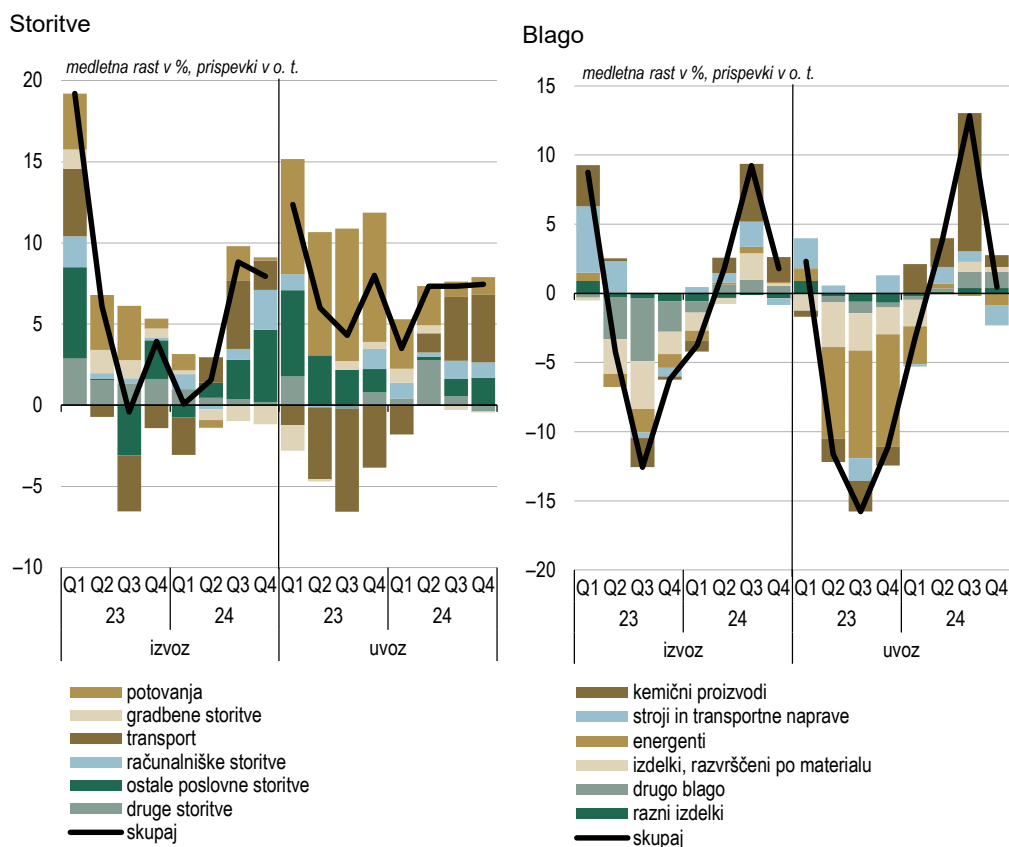 Storitve
medletna rast v %, prispevki v o. t.
20
15
10
5
0
–5
–10
Q1 Q2 Q3 Q4 Q1 Q2 Q3 Q4 Q1 Q2 Q3 Q4 Q1 Q2 Q3 Q4
23 24 23 24
izvoz uvoz
potovanja
gradbene storitve
transport
računalniške storitve
ostale poslovne storitve
druge storitve
skupaj
Blago
medletna rast v %, prispevki v o. t.
15
10
5
0
–5
–10
–15
–20
Q1 Q2 Q3 Q4 Q1 Q2 Q3 Q4 Q1 Q2 Q3 Q4 Q1 Q2 Q3 Q4
23 24 23 24
izvoz uvoz
kemični proizvodi
stroji in transportne naprave
energenti
izdelki, razvrščeni po materialu
drugo blago
razni izdelki
skupaj